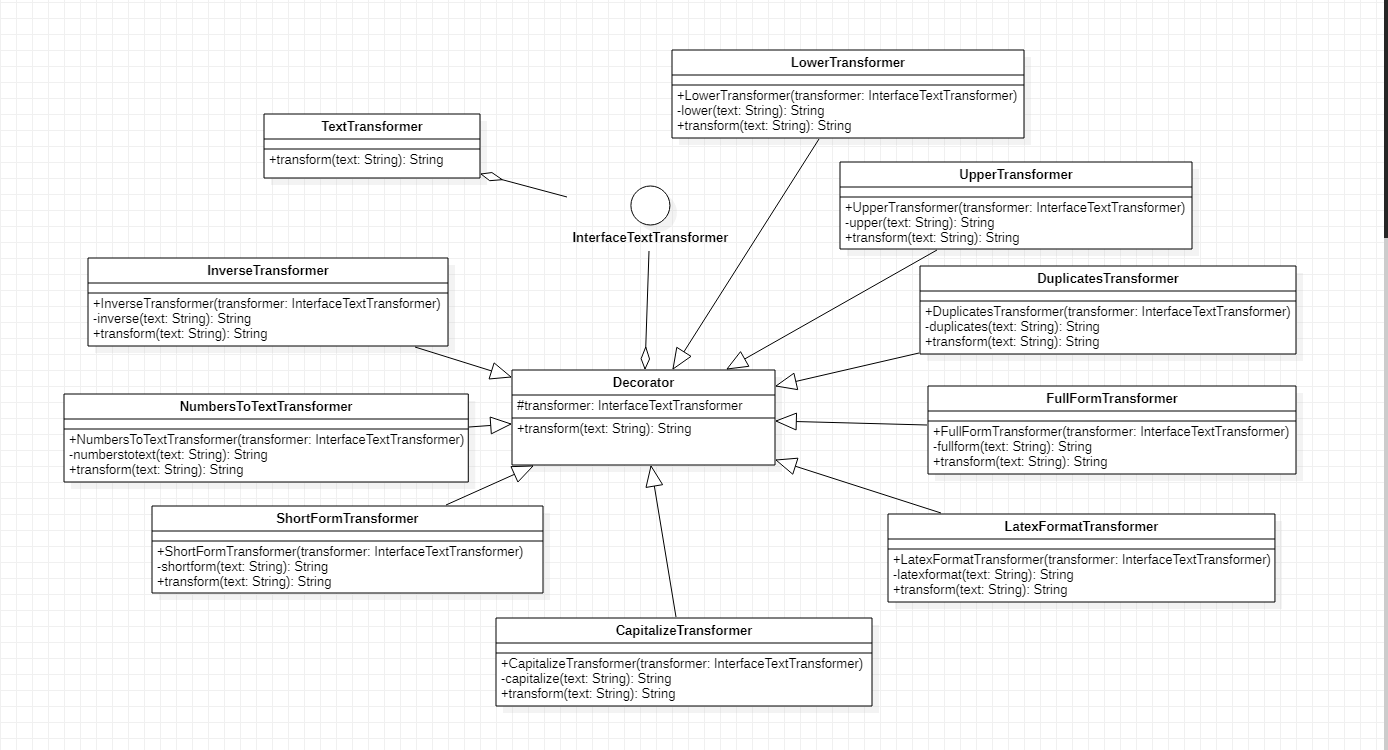 LowerTransformer
+LowerTransformer(transformer: InterfaceTextTransformer)
-lower(text: String): String
+transform(text: String): String
TextTransformer
+transform(text: String): String
UpperTransformer
+UpperTransformer(transformer: InterfaceTextTransformer)
-upper(text: String): String
+transform(text: String): String
InterfaceTextTransformer
InverseTransformer
+InverseTransformer(transformer: InterfaceTextTransformer)
-inverse(text: String): String
+transform(text: String): String
DuplicatesTransformer
+DuplicatesTransformer(transformer: InterfaceTextTransformer)
-duplicates(text: String): String
+transform(text: String): String
Decorator
#transformer: InterfaceTextTransformer
+transform(text: String): String
NumbersToTextTransformer
+NumbersToTextTransformer(transformer: InterfaceTextTransformer)
-numberstotext(text: String): String
+transform(text: String): String
FullFormTransformer
+FullFormTransformer(transformer: InterfaceTextTransformer)
-fullform(text: String): String
+transform(text: String): String
ShortFormTransformer
+ShortFormTransformer(transformer: InterfaceTextTransformer)
-shortform(text: String): String
+transform(text: String): String
LatexFormatTransformer
+LatexFormatTransformer(transformer: InterfaceTextTransformer)
-latexformat(text: String): String
+transform(text: String): String
CapitalizeTransformer
+CapitalizeTransformer(transformer: InterfaceTextTransformer)
-capitalize(text: String): String
+transform(text: String): String